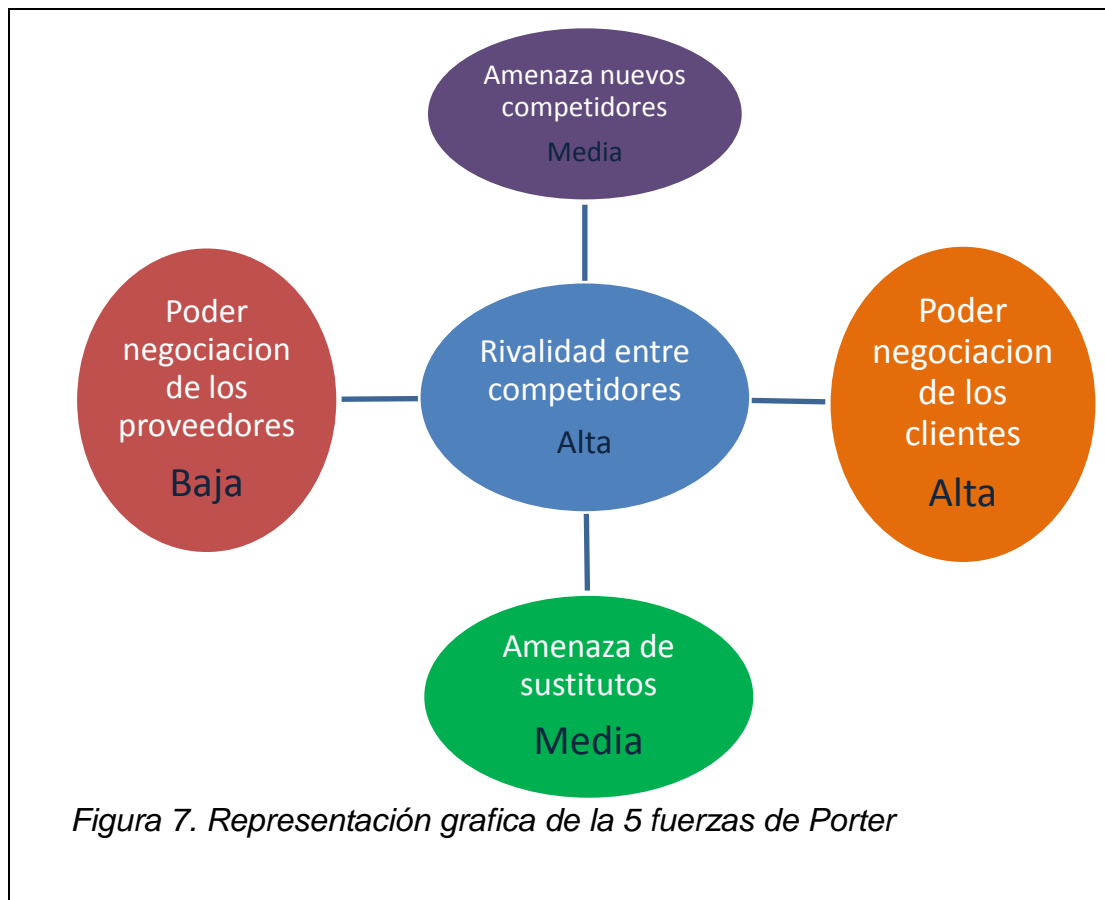 Amenaza nuevos
competidores
Media
Poder
negociacion
de los
proveedores
Baja
Rivalidad entre
competidores
Alta
Poder
negociacion
de los
clientes
Alta
Amenaza de
sustitutos
Media
Figura 7. Representación grafica de la 5 fuerzas de Porter